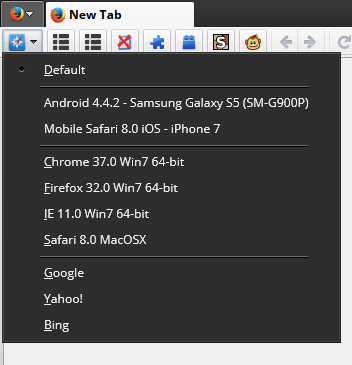 New Tab
Default
Android 4.4.2 - Samsung Galaxy S5 (SM-G900P)
Mobile Safari 8.0 iOS - iPhone 7
Chrome 37.0 Win7 64-bit
Firefox 32.0 Win7 64-bit
IE 11.0 Win7 64-bit
Safari 8.0 MacOSX
Google
Yahoo!
Bing